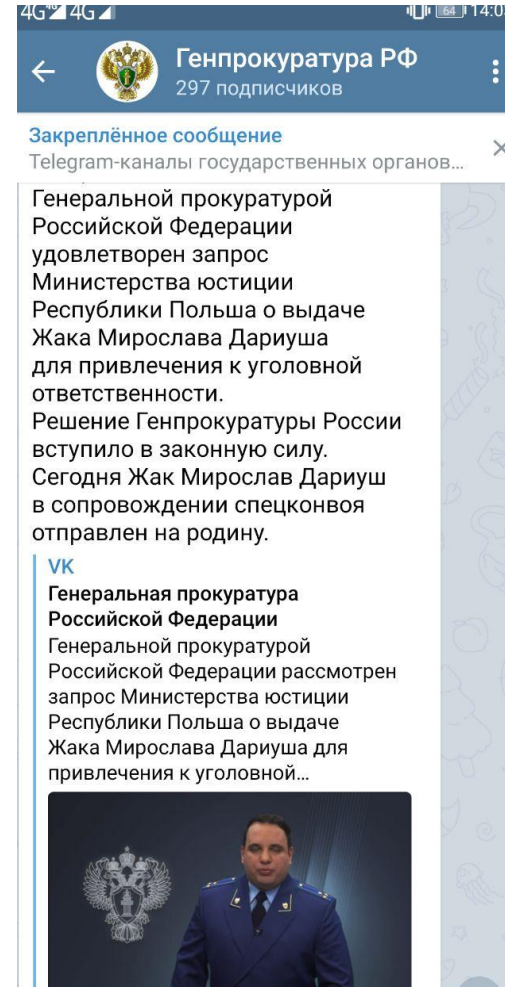 4G 4G 64 14:0
Генпрокуратура РФ
297 подписчиков
Закреплённое сообщение
Telegram-каналы государственных органов...
Генеральной прокуратурой
Российской Федерации
удовлетворен запрос
Министерства юстиции
Республики Польша о выдаче
Жака Мирослава Дариуша
для привлечения к уголовной
ответственности.
Решение Генпрокуратуры России
вступило в законную силу.
Сегодня Жак Мирослав Дариуш
в сопровождении спецконвоя
отправлен на родину.
VK
Генеральная прокуратура
Российской Федерации
Генеральной прокуратурой
Российской Федерации рассмотрен
запрос Министерства юстиции
Республики Польша о выдаче
Жака Мирослава Дариуша для
привлечения к уголовной...